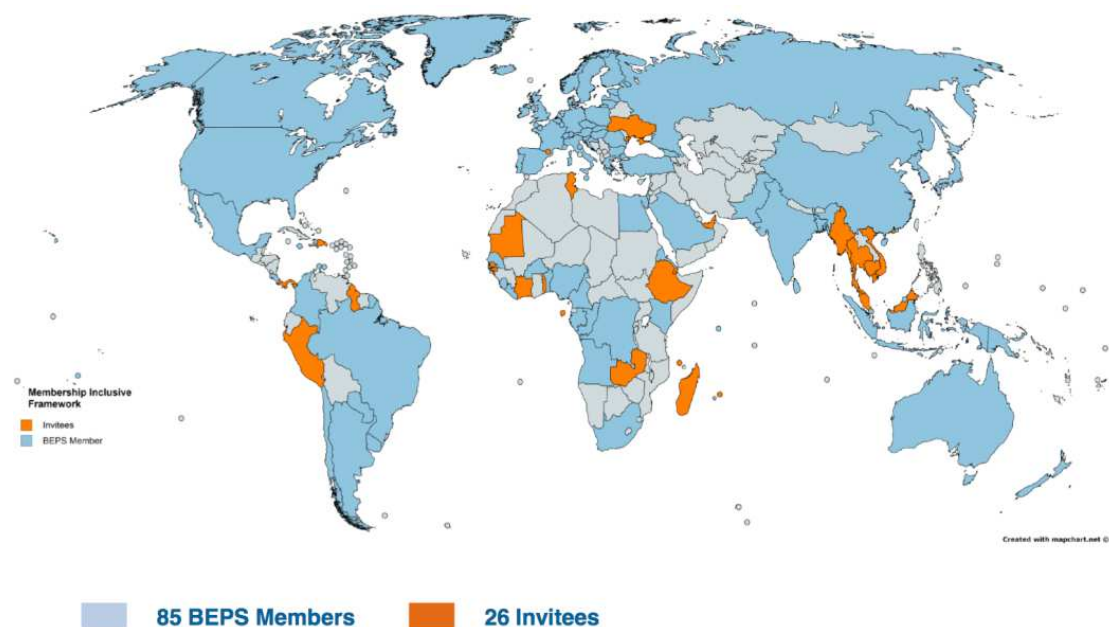 Membership Inclusive
Framework
Invitees
BEPS Member
Created with mapchart.net ©
85 BEPS Members
26 Invitees